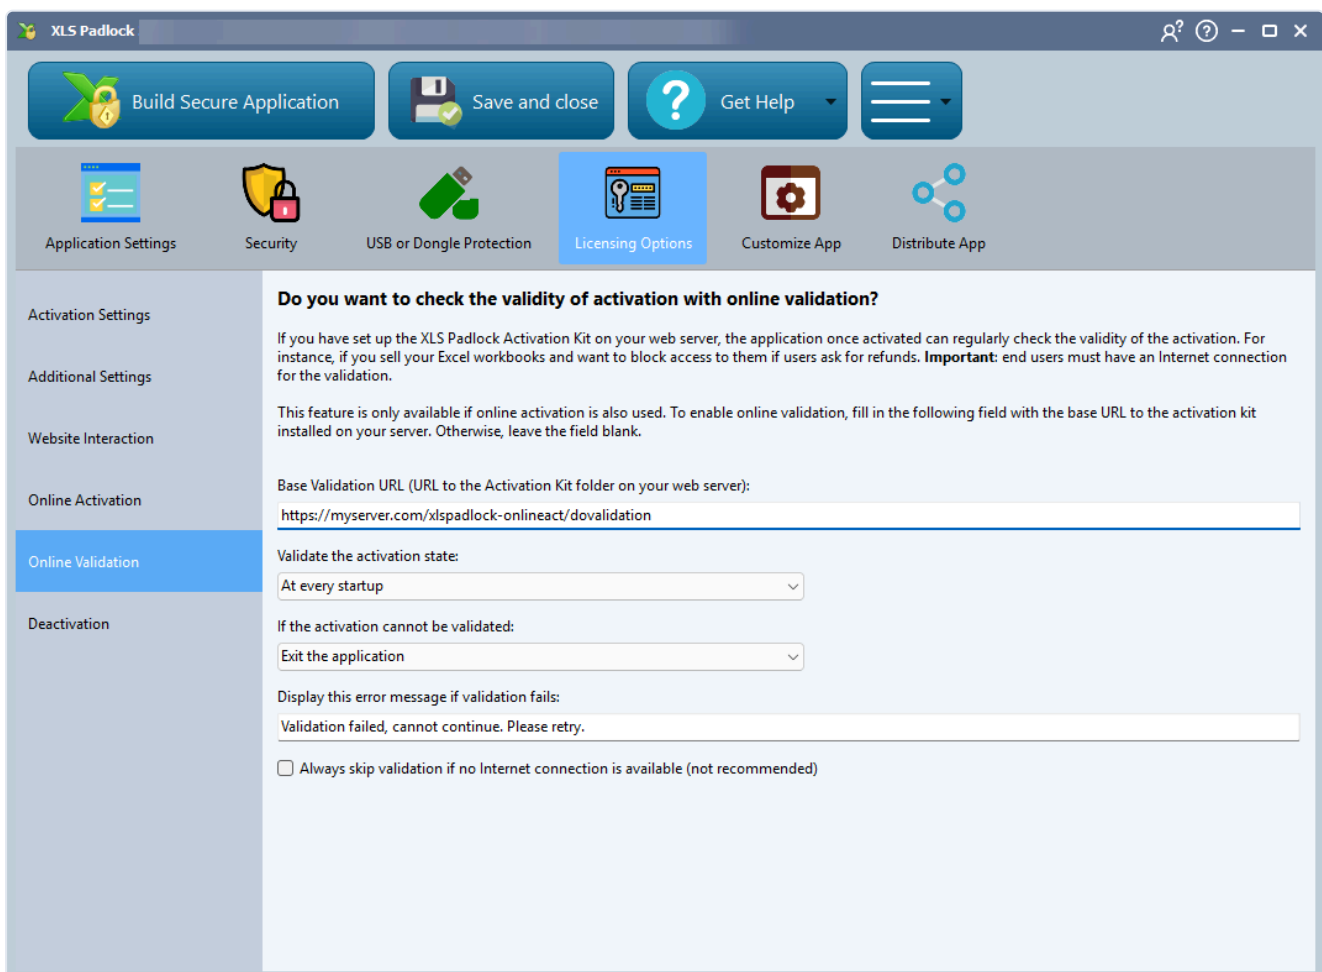 XLS Padlock
Build Secure Application
Save and close
Get Help
Application Settings
Security
USB or Dongle Protection
Licensing Options
Customize App
Distribute App
Activation Settings
Additional Settings
Website Interaction
Online Activation
Online Validation
Deactivation
Do you want to check the validity of activation with online validation?
If you have set up the XLS Padlock Activation Kit on your web server, the application once activated can regularly check the validity of the activation. For
instance, if you sell your Excel workbooks and want to block access to them if users ask for refunds. Important: end users must have an Internet connection
for the validation.
This feature is only available if online activation is also used. To enable online validation, fill in the following field with the base URL to the activation kit
installed on your server. Otherwise, leave the field blank.
Base Validation URL (URL to the Activation Kit folder on your web server):
https://myserver.com/xlspadlock-onlineact/dovalidation
Validate the activation state:
At every startup
If the activation cannot be validated:
Exit the application
Display this error message if validation fails:
Validation failed, cannot continue. Please retry.
Always skip validation if no Internet connection is available (not recommended)